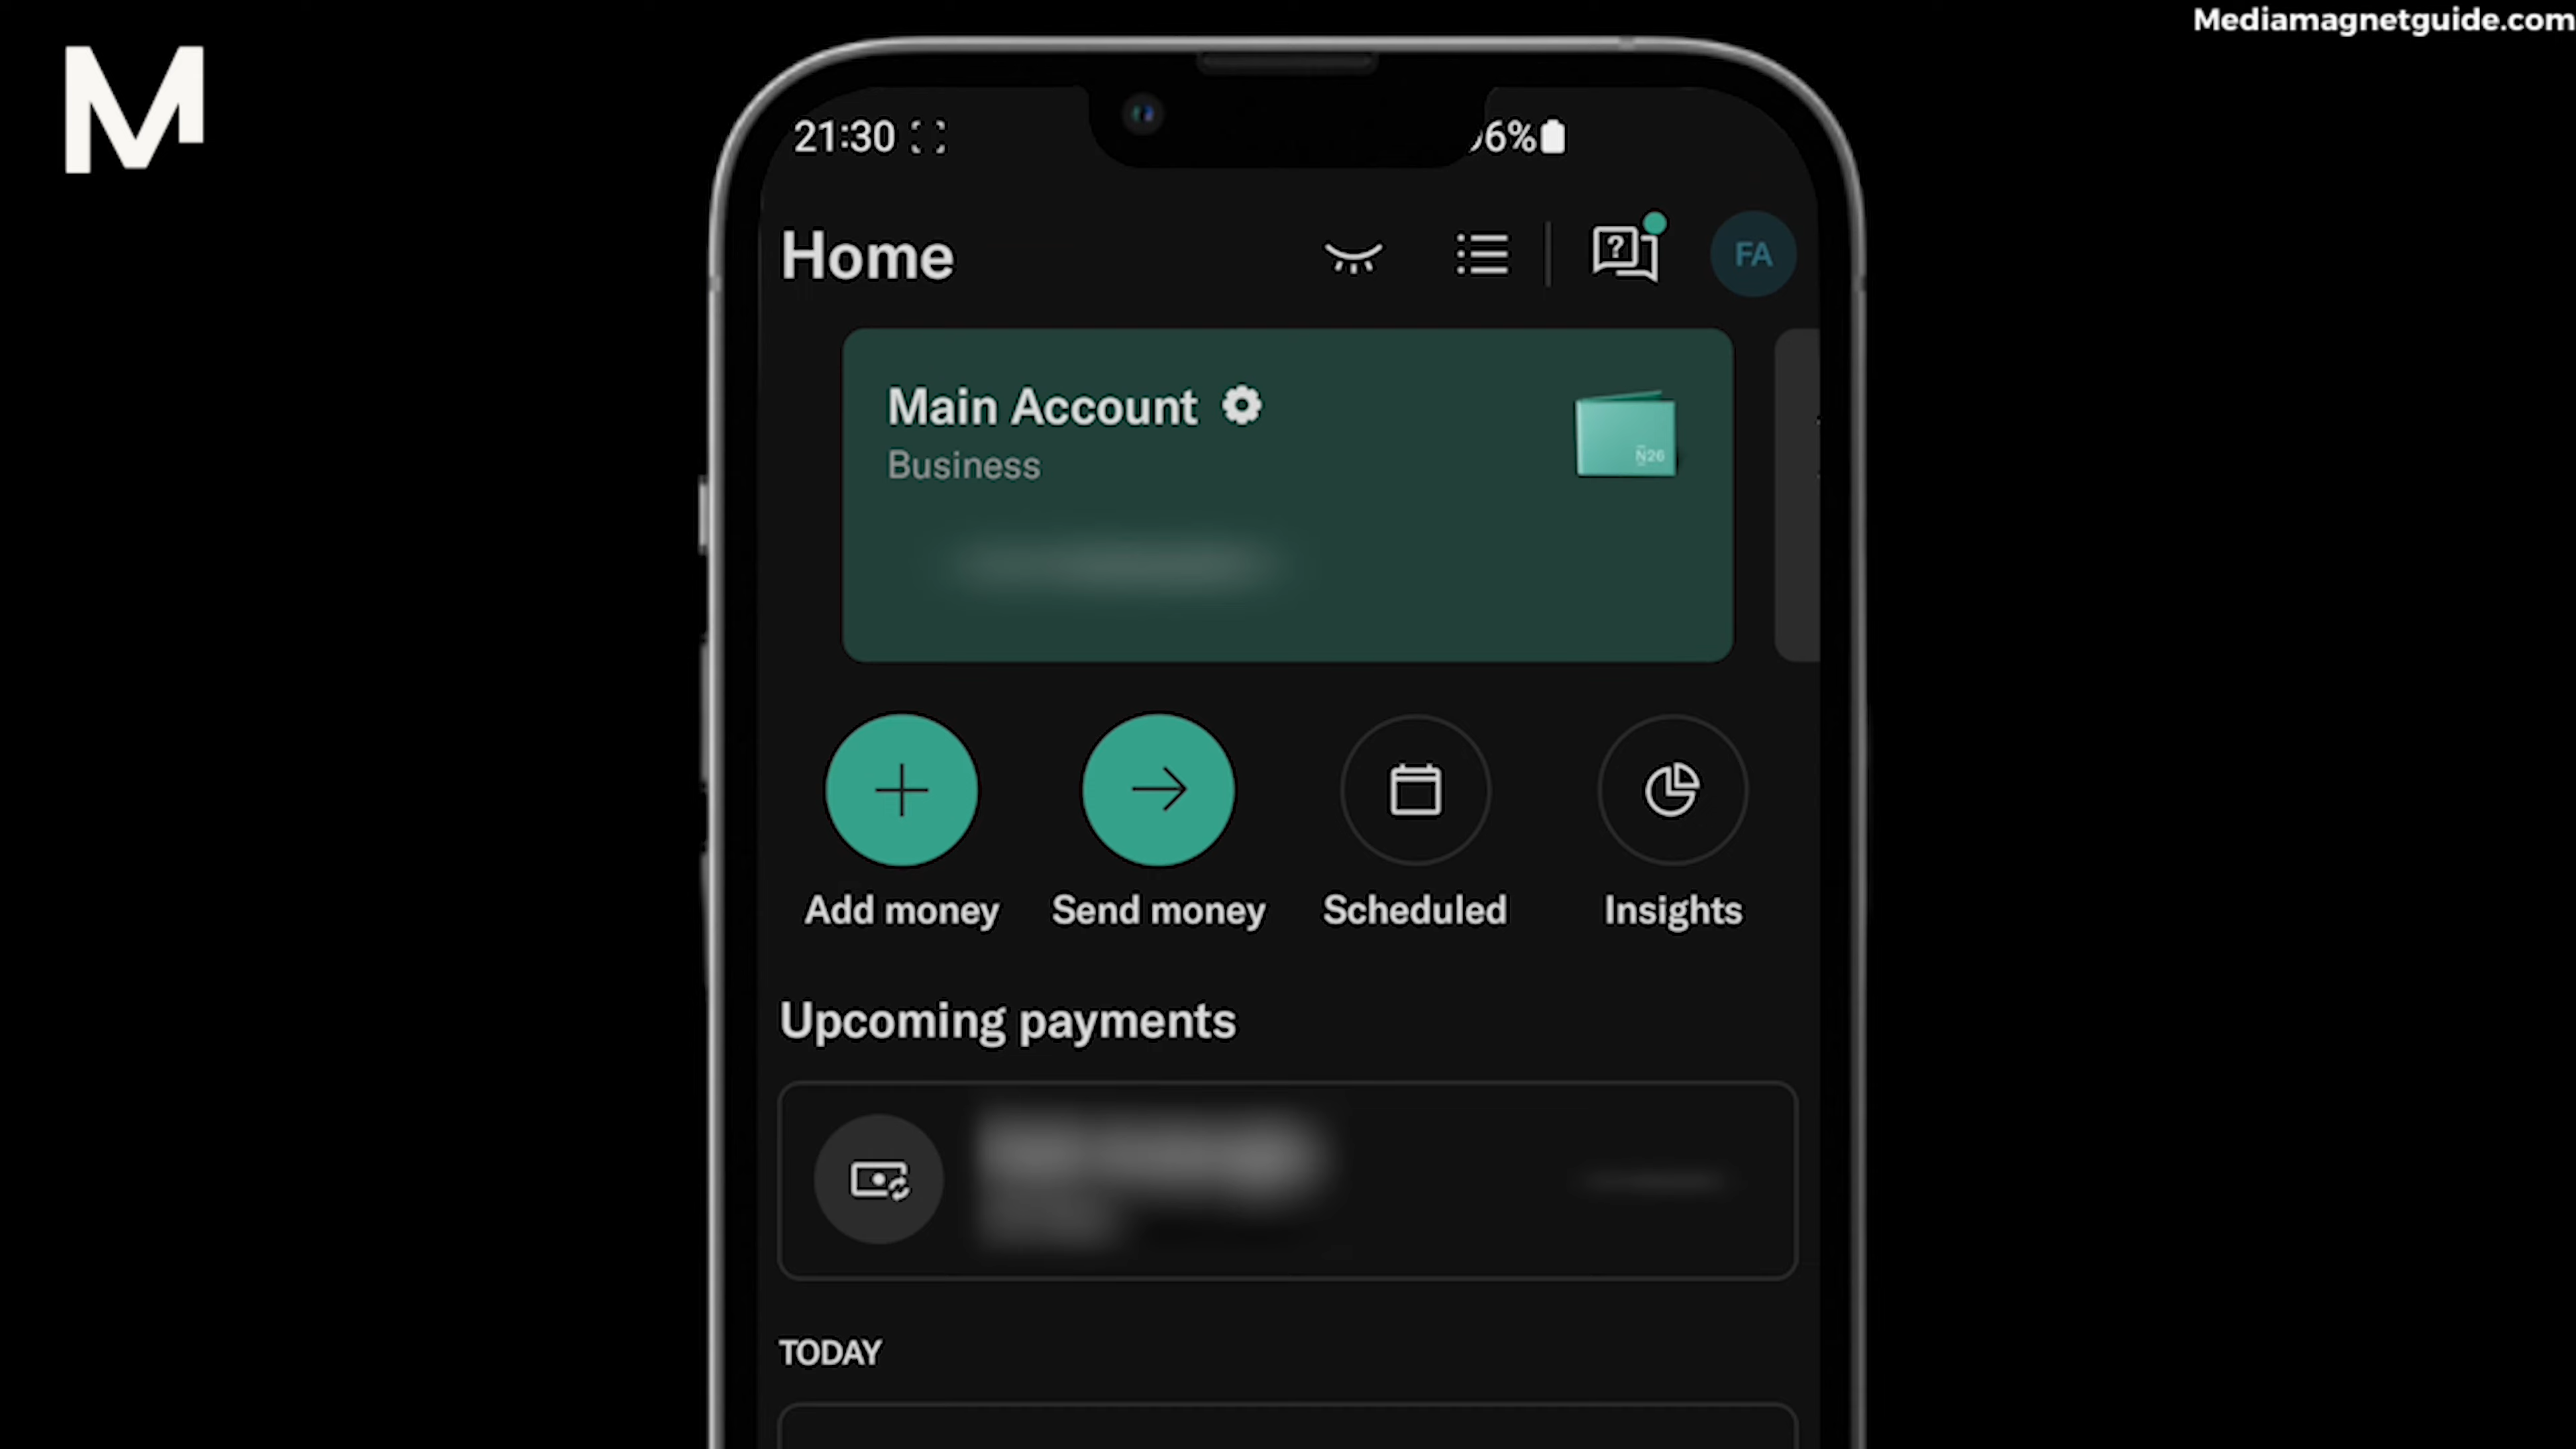 Mediamagnetguide.com
M
21:30
6%
Home
FA
Main Account
Business
N26
Add money
Send money
Scheduled
Insights
Upcoming payments
TODAY